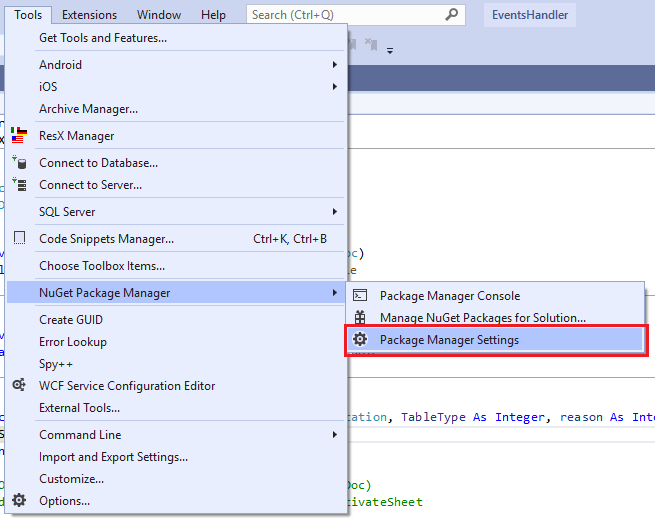 Tools Extensions Window Help Search (Ctrl+Q) EventsHandler
Get Tools and Features...
Android
iOS
Archive Manager...
ResX Manager
Connect to Database...
Connect to Server...
SQL Server
Code Snippets Manager... Ctrl+K, Ctrl+B
Choose Toolbox Items...
NuGet Package Manager
Package Manager Console
Manage NuGet Packages for Solution...
Package Manager Settings
Create GUID
Error Lookup
Spy++
WCF Service Configuration Editor
External Tools...
Command Line
Import and Export Settings...
Customize...
Options...
oc)
le
tation, TableType As Integer, reason As Inte
Doc)
ctivateSheet